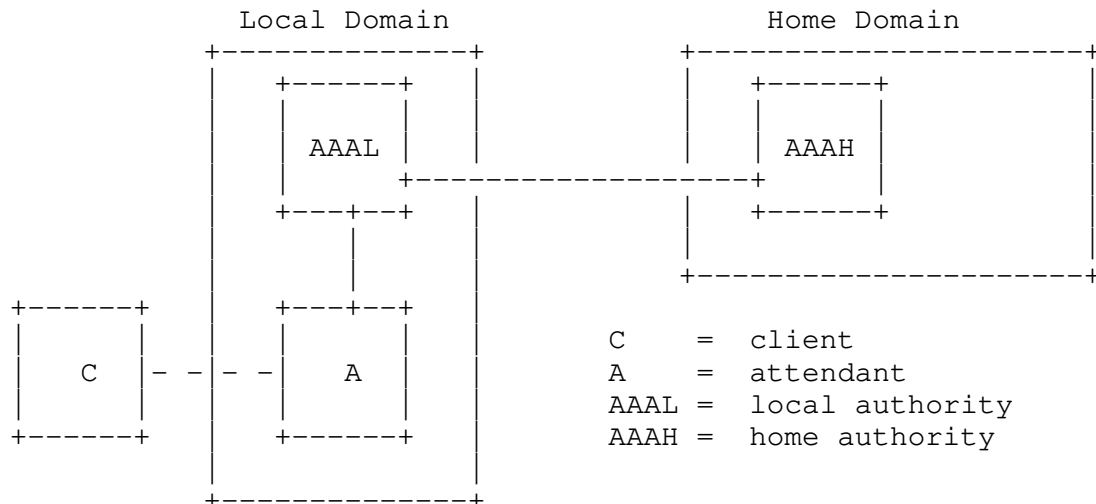 Local Domain Home Domain
AAAL AAAH
C A
C = client
A = attendant
AAAL = local authority
AAAH = home authority